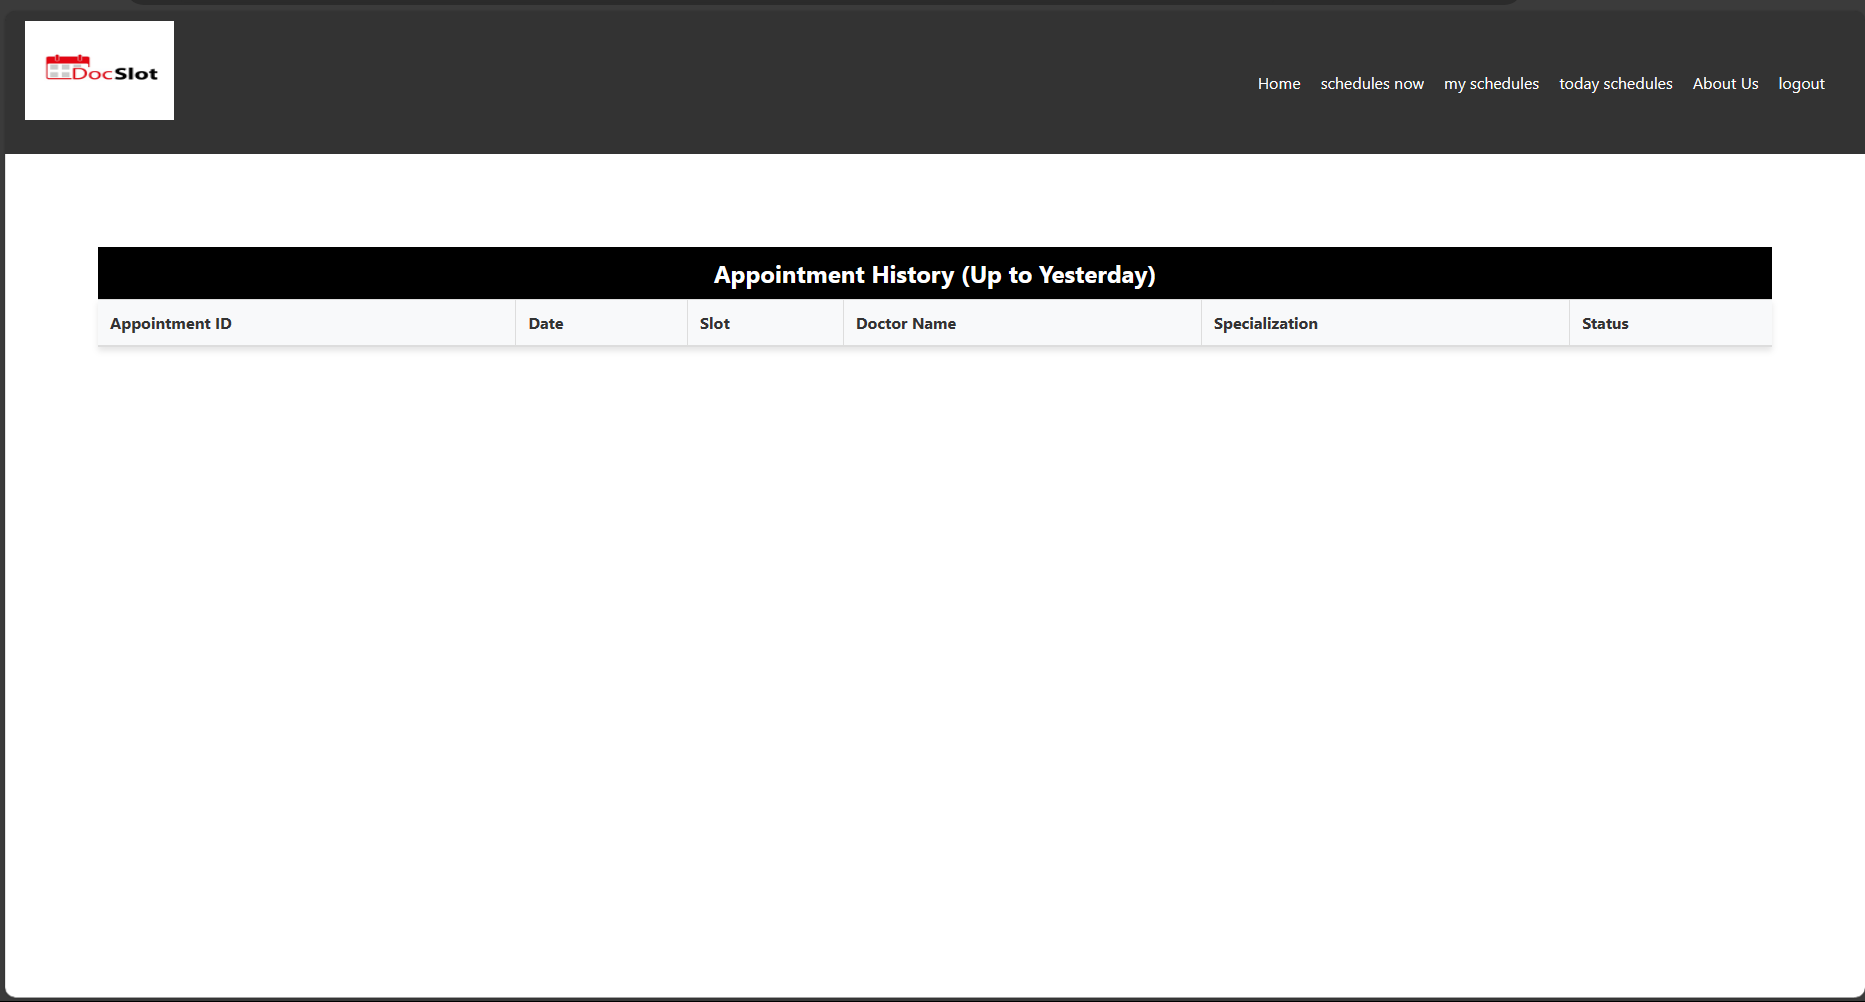 DocSlot
Home schedules now my schedules today schedules About Us logout
Appointment History (Up to Yesterday)
Appointment ID Date Slot Doctor Name Specialization Status